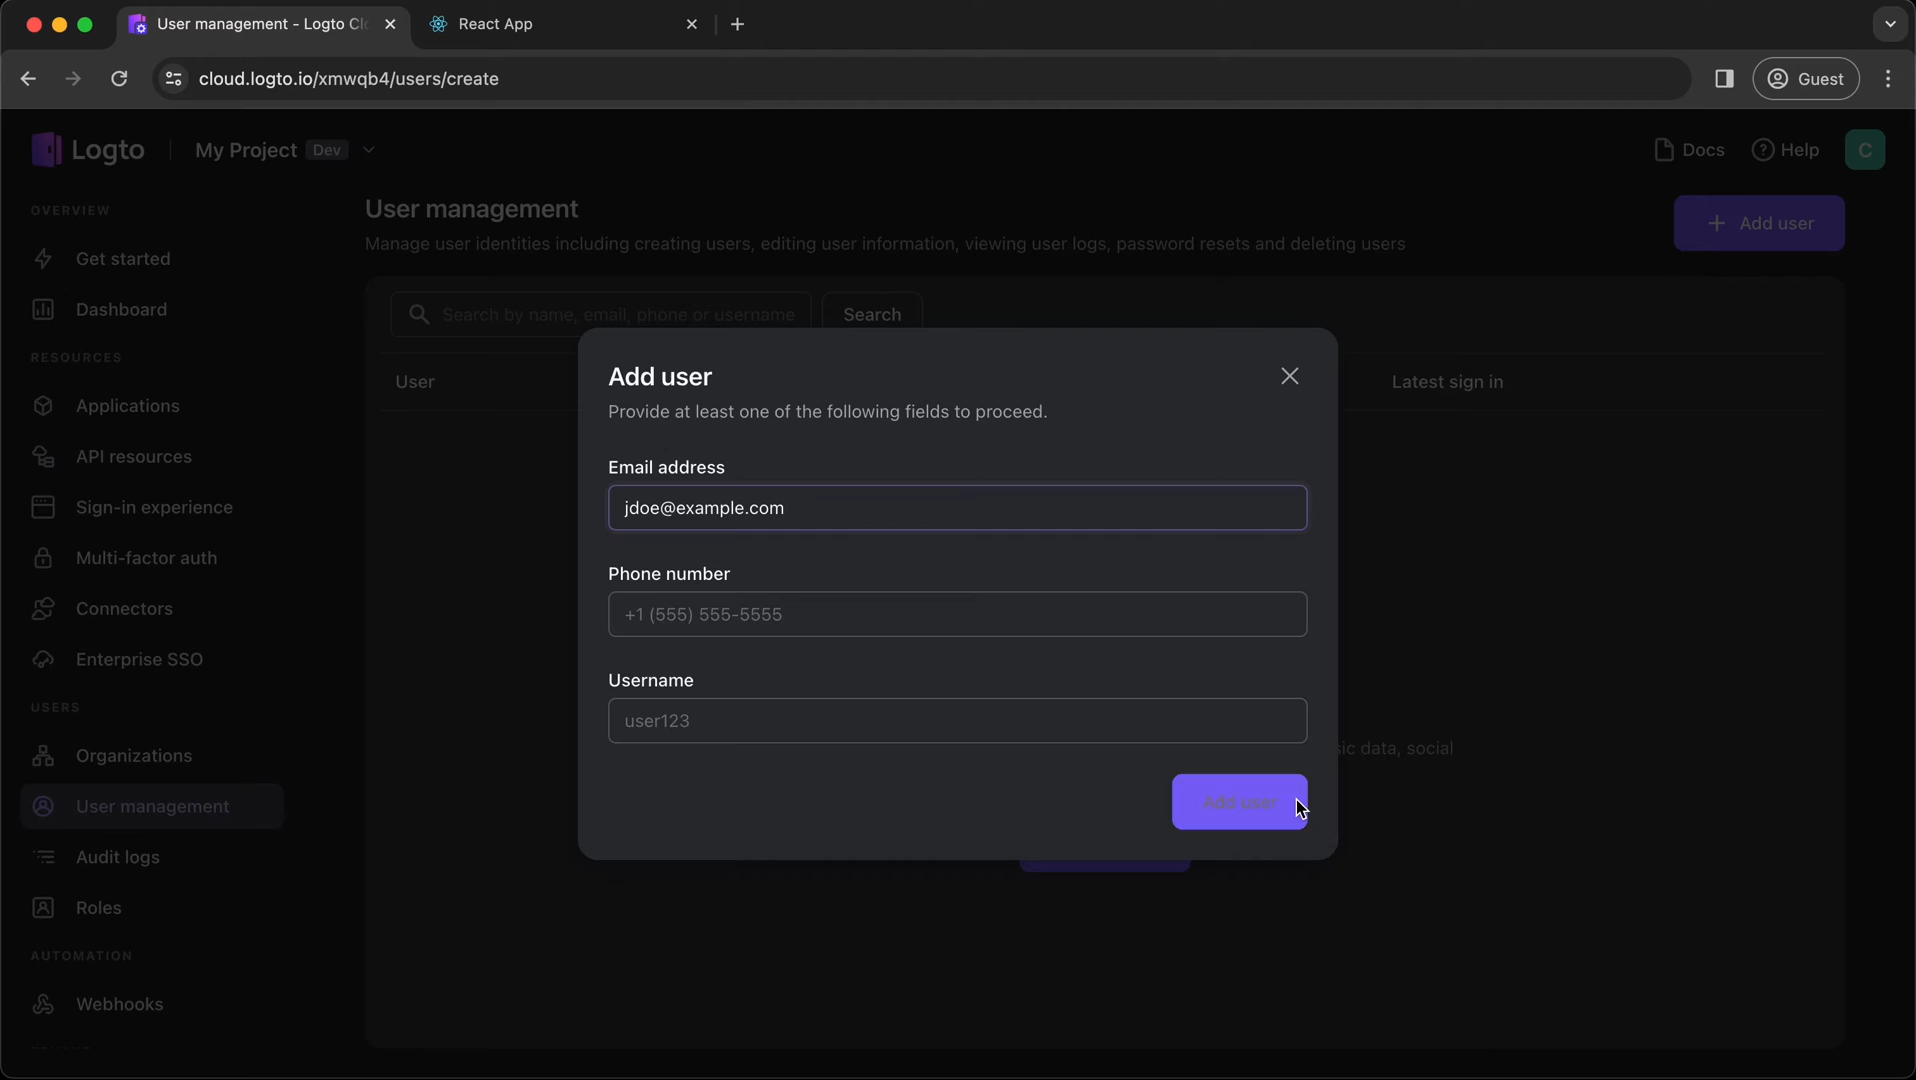 User management - Logto Clo
React App
cloud.logto.io/xmwqb4/users/create
Guest
Logto
My Project Dev
Docs
Help
C
OVERVIEW
Get started
Dashboard
RESOURCES
Applications
API resources
Sign-in experience
Multi-factor auth
Connectors
Enterprise SSO
USERS
Organizations
User management
Audit logs
Roles
AUTOMATION
Webhooks
User management
Manage user identities including creating users, editing user information, viewing user logs, password resets and deleting users
Add user
Search by name, email, phone or username
Search
User
Latest sign in
Add user
Provide at least one of the following fields to proceed.
Email address
jdoe@example.com
Phone number
+1 (555) 555-5555
Username
user123
Add user
data, social